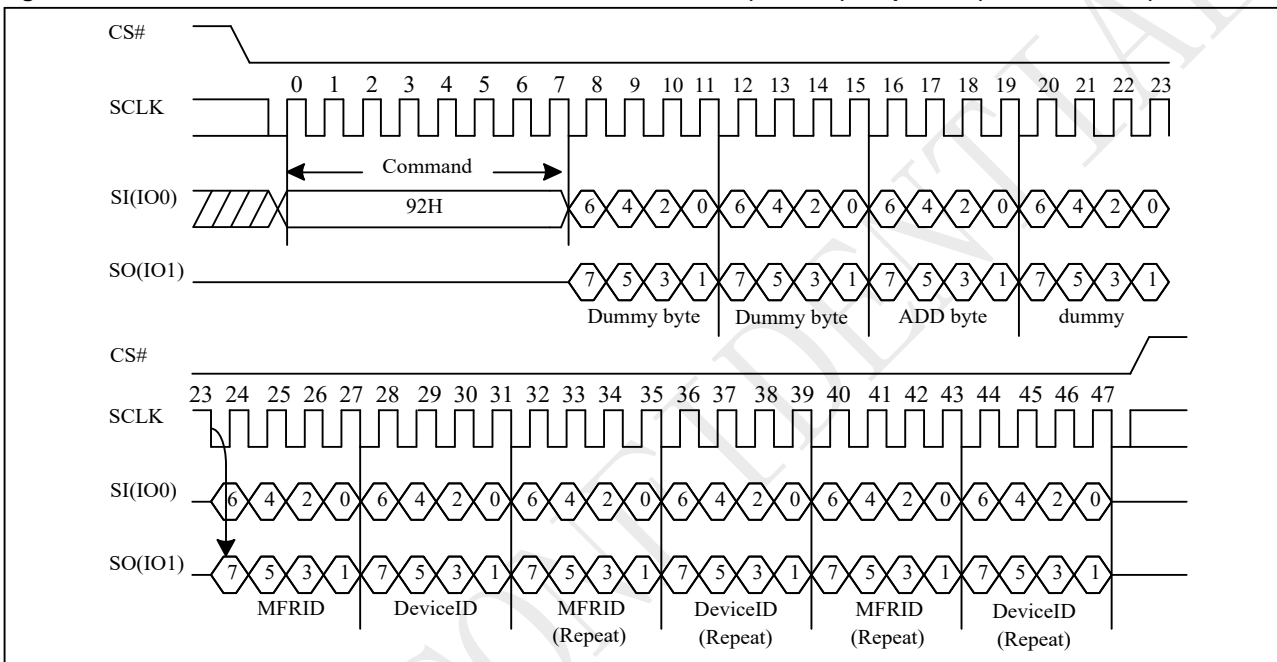 CS#
0 1 2 3 4 5 6 7 8 9 10 11 12 13 14 15 16 17 18 19 20 21 22 23
SCLK
Command
SI(IO0) 92H 6 4 2 0 6 4 2 0 6 4 2 0 6 4 2 0
SO(IO1) 7 5 3 1 7 5 3 1 7 5 3 1 7 5 3 1
Dummy byte Dummy byte ADD byte dummy
CS#
23 24 25 26 27 28 29 30 31 32 33 34 35 36 37 38 39 40 41 42 43 44 45 46 47
SCLK
SI(IO0) 6 4 2 0 6 4 2 0 6 4 2 0 6 4 2 0 6 4 2 0 6 4 2 0
SO(IO1) 7 5 3 1 7 5 3 1 7 5 3 1 7 5 3 1 7 5 3 1 7 5 3 1
MFRID DeviceID MFRID DeviceID MFRID DeviceID
(Repeat) (Repeat) (Repeat) (Repeat)
CONFIDENTIAL